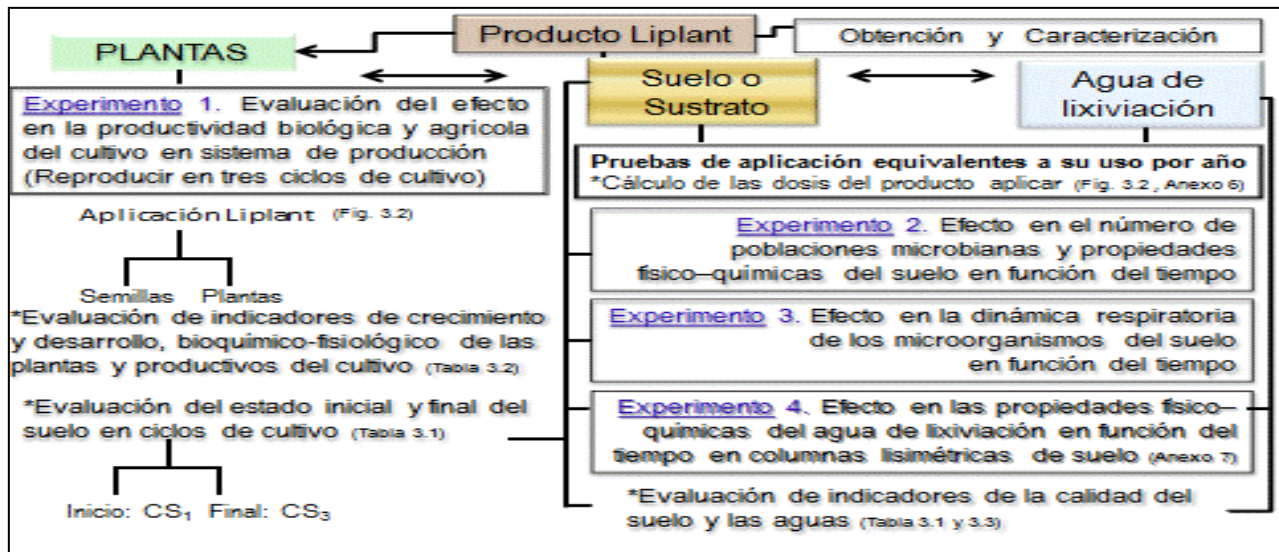 Producto Liplant
Obtención y Caracterización
PLANTAS
Suelo o
Sustrato
Agua de
lixiviación
Experimento 1. Evaluación del efecto
en la productividad biológica y agrícola
del cultivo en sistema de producción
(Reproducir en tres ciclos de cultivo)
Aplicación Liplant (Fig. 3.2)
Semillas Plantas
*Evaluación de indicadores de crecimiento
y desarrollo, bioquímico-fisiológico de las
plantas y productivos del cultivo (Tabla 3.2)
*Evaluación del estado inicial y final del
suelo en ciclos de cultivo (Tabla 3.1)
Inicio: CS₁ Final: CS₃
Pruebas de aplicación equivalentes a su uso por año
*Cálculo de las dosis del producto aplicar (Fig. 3.2, Anexo 6)
Experimento 2. Efecto en el número de
poblaciones microbianas y propiedades
físico–químicas del suelo en función del tiempo
Experimento 3. Efecto en la dinámica respiratoria
de los microorganismos del suelo
en función del tiempo
Experimento 4. Efecto en las propiedades físico–
químicas del agua de lixiviación en función del
tiempo en columnas lisimétricas de suelo (Anexo 7)
*Evaluación de indicadores de la calidad del
suelo y las aguas (Tabla 3.1 y 3.3)